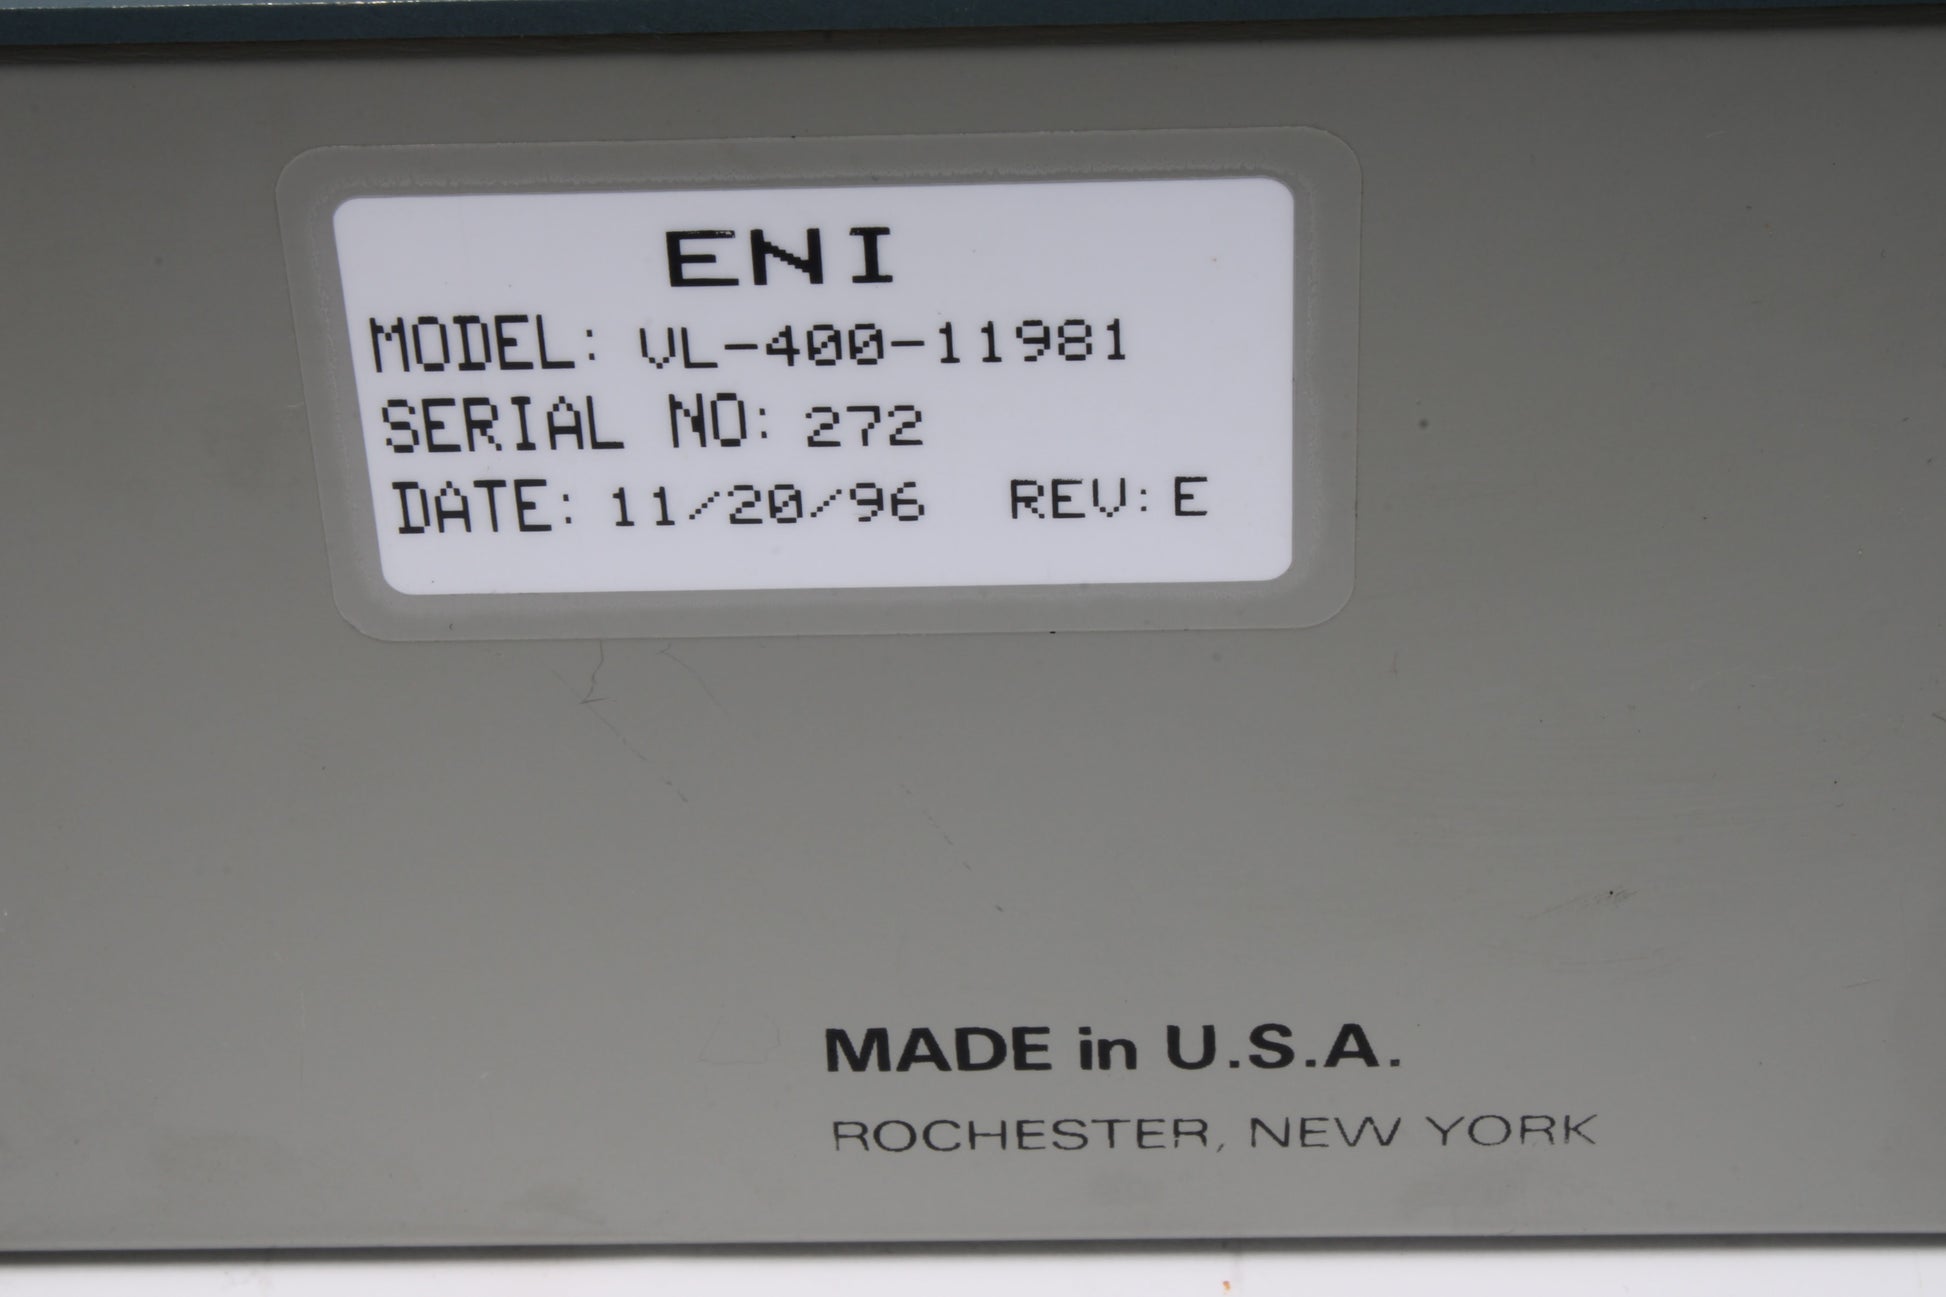 ENI
MODEL: VL-400-11981
SERIAL NO: 272
DATE: 11/20/96 REV: E
MADE in U.S.A.
ROCHESTER, NEW YORK